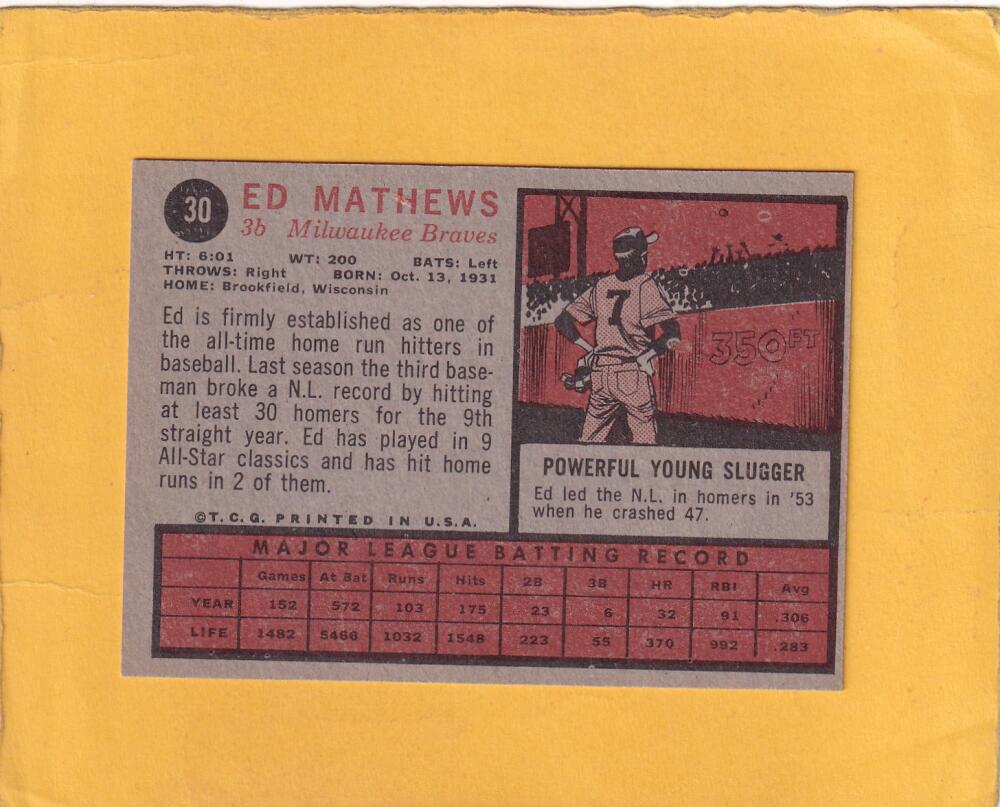 30
ED MATHEWS
3b Milwaukee Braves
HT: 6:01 WT: 200 BATS: Left
THROWS: Right BORN: Oct. 13, 1931
HOME: Brookfield, Wisconsin
Ed is firmly established as one of
the all-time home run hitters in
baseball. Last season the third base-
man broke a N.L. record by hitting
at least 30 homers for the 9th
straight year. Ed has played in 9
All-Star classics and has hit home
runs in 2 of them.
©T.C.G. PRINTED IN U.S.A.
7
350FT
POWERFUL YOUNG SLUGGER
Ed led the N.L. in homers in '53
when he crashed 47.
MAJOR LEAGUE BATTING RECORD
Games At Bat Runs Hits 2B 3B HR RBI Avg
YEAR 152 572 103 175 23 6 32 91 .306
LIFE 1482 5466 1032 1548 223 55 370 992 .283